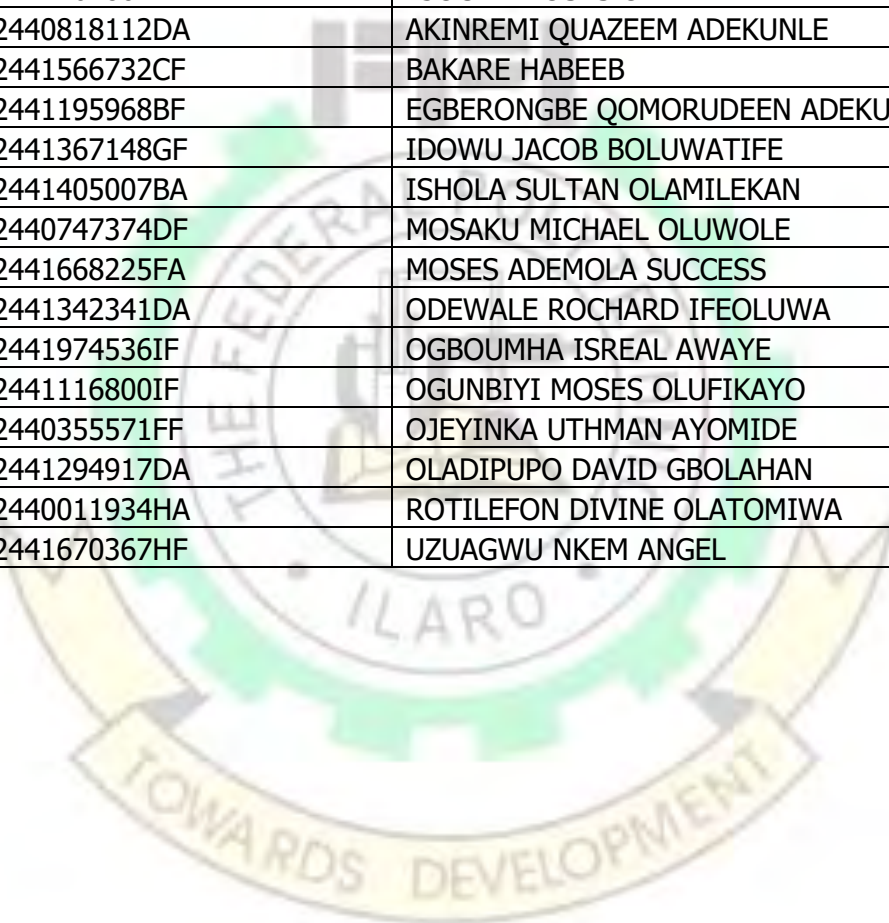 2440818112DA AKINREMI QUAZEEM ADEKUNLE
2441566732CF BAKARE HABEEB
2441195968BF EGBERONGBE QOMORUDEEN ADEKU
2441367148GF IDOWU JACOB BOLUWATIFE
2441405007BA ISHOLA SULTAN OLAMILEKAN
2440747374DF MOSAKU MICHAEL OLUWOLE
2441668225FA MOSES ADEMOLA SUCCESS
2441342341DA ODEWALE ROCHARD IFEOLUWA
2441974536IF OGBOUMHA ISREAL AWAYE
2441116800IF OGUNBIYI MOSES OLUFIKAYO
2440355571FF OJEYINKA UTHMAN AYOMIDE
2441294917DA OLADIPUPO DAVID GBOLAHAN
2440011934HA ROTILEFON DIVINE OLATOMIWA
2441670367HF UZUAGWU NKEM ANGEL
THE FEDERAL POLYTECHNIC
ILARO
TOWARDS DEVELOPMENT